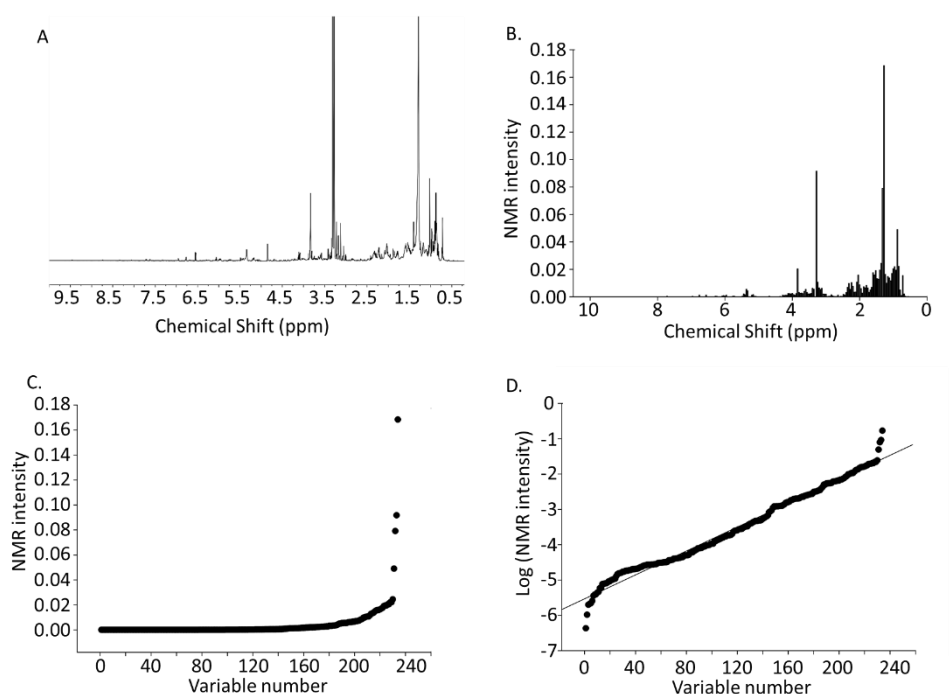 A
9.5 8.5 7.5 6.5 5.5 4.5 3.5 2.5 1.5 0.5
Chemical Shift (ppm)
B.
NMR intensity
0.18
0.16
0.14
0.12
0.10
0.08
0.06
0.04
0.02
0.00
10 8 6 4 2 0
Chemical Shift (ppm)
C.
NMR intensity
0.18
0.16
0.14
0.12
0.10
0.08
0.06
0.04
0.02
0.00
0 40 80 120 160 200 240
Variable number
D.
Log (NMR intensity)
0
-1
-2
-3
-4
-5
-6
-7
0 40 80 120 160 200 240
Variable number